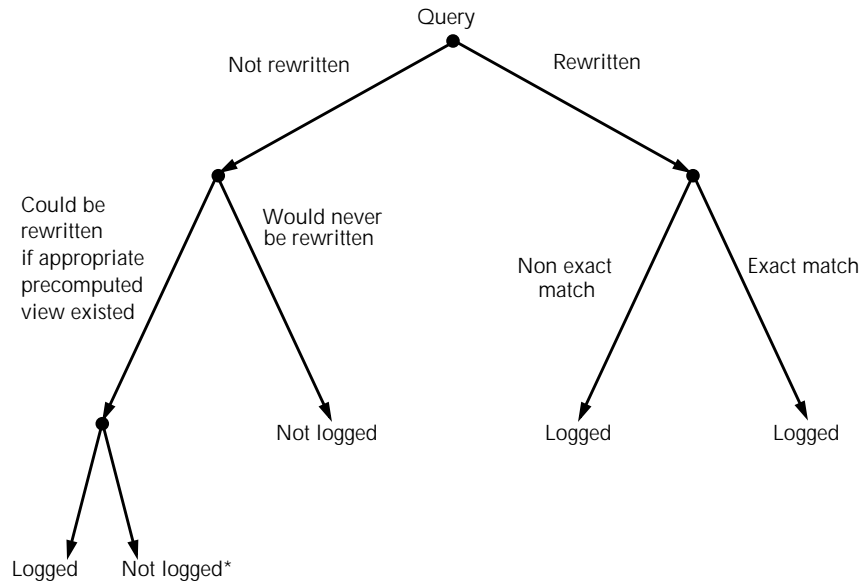 Query
Not rewritten
Rewritten
Could be
rewritten
if appropriate
precomputed
view existed
Would never
be rewritten
Non exact
match
Exact match
Not logged
Logged
Logged
Logged
Not logged*